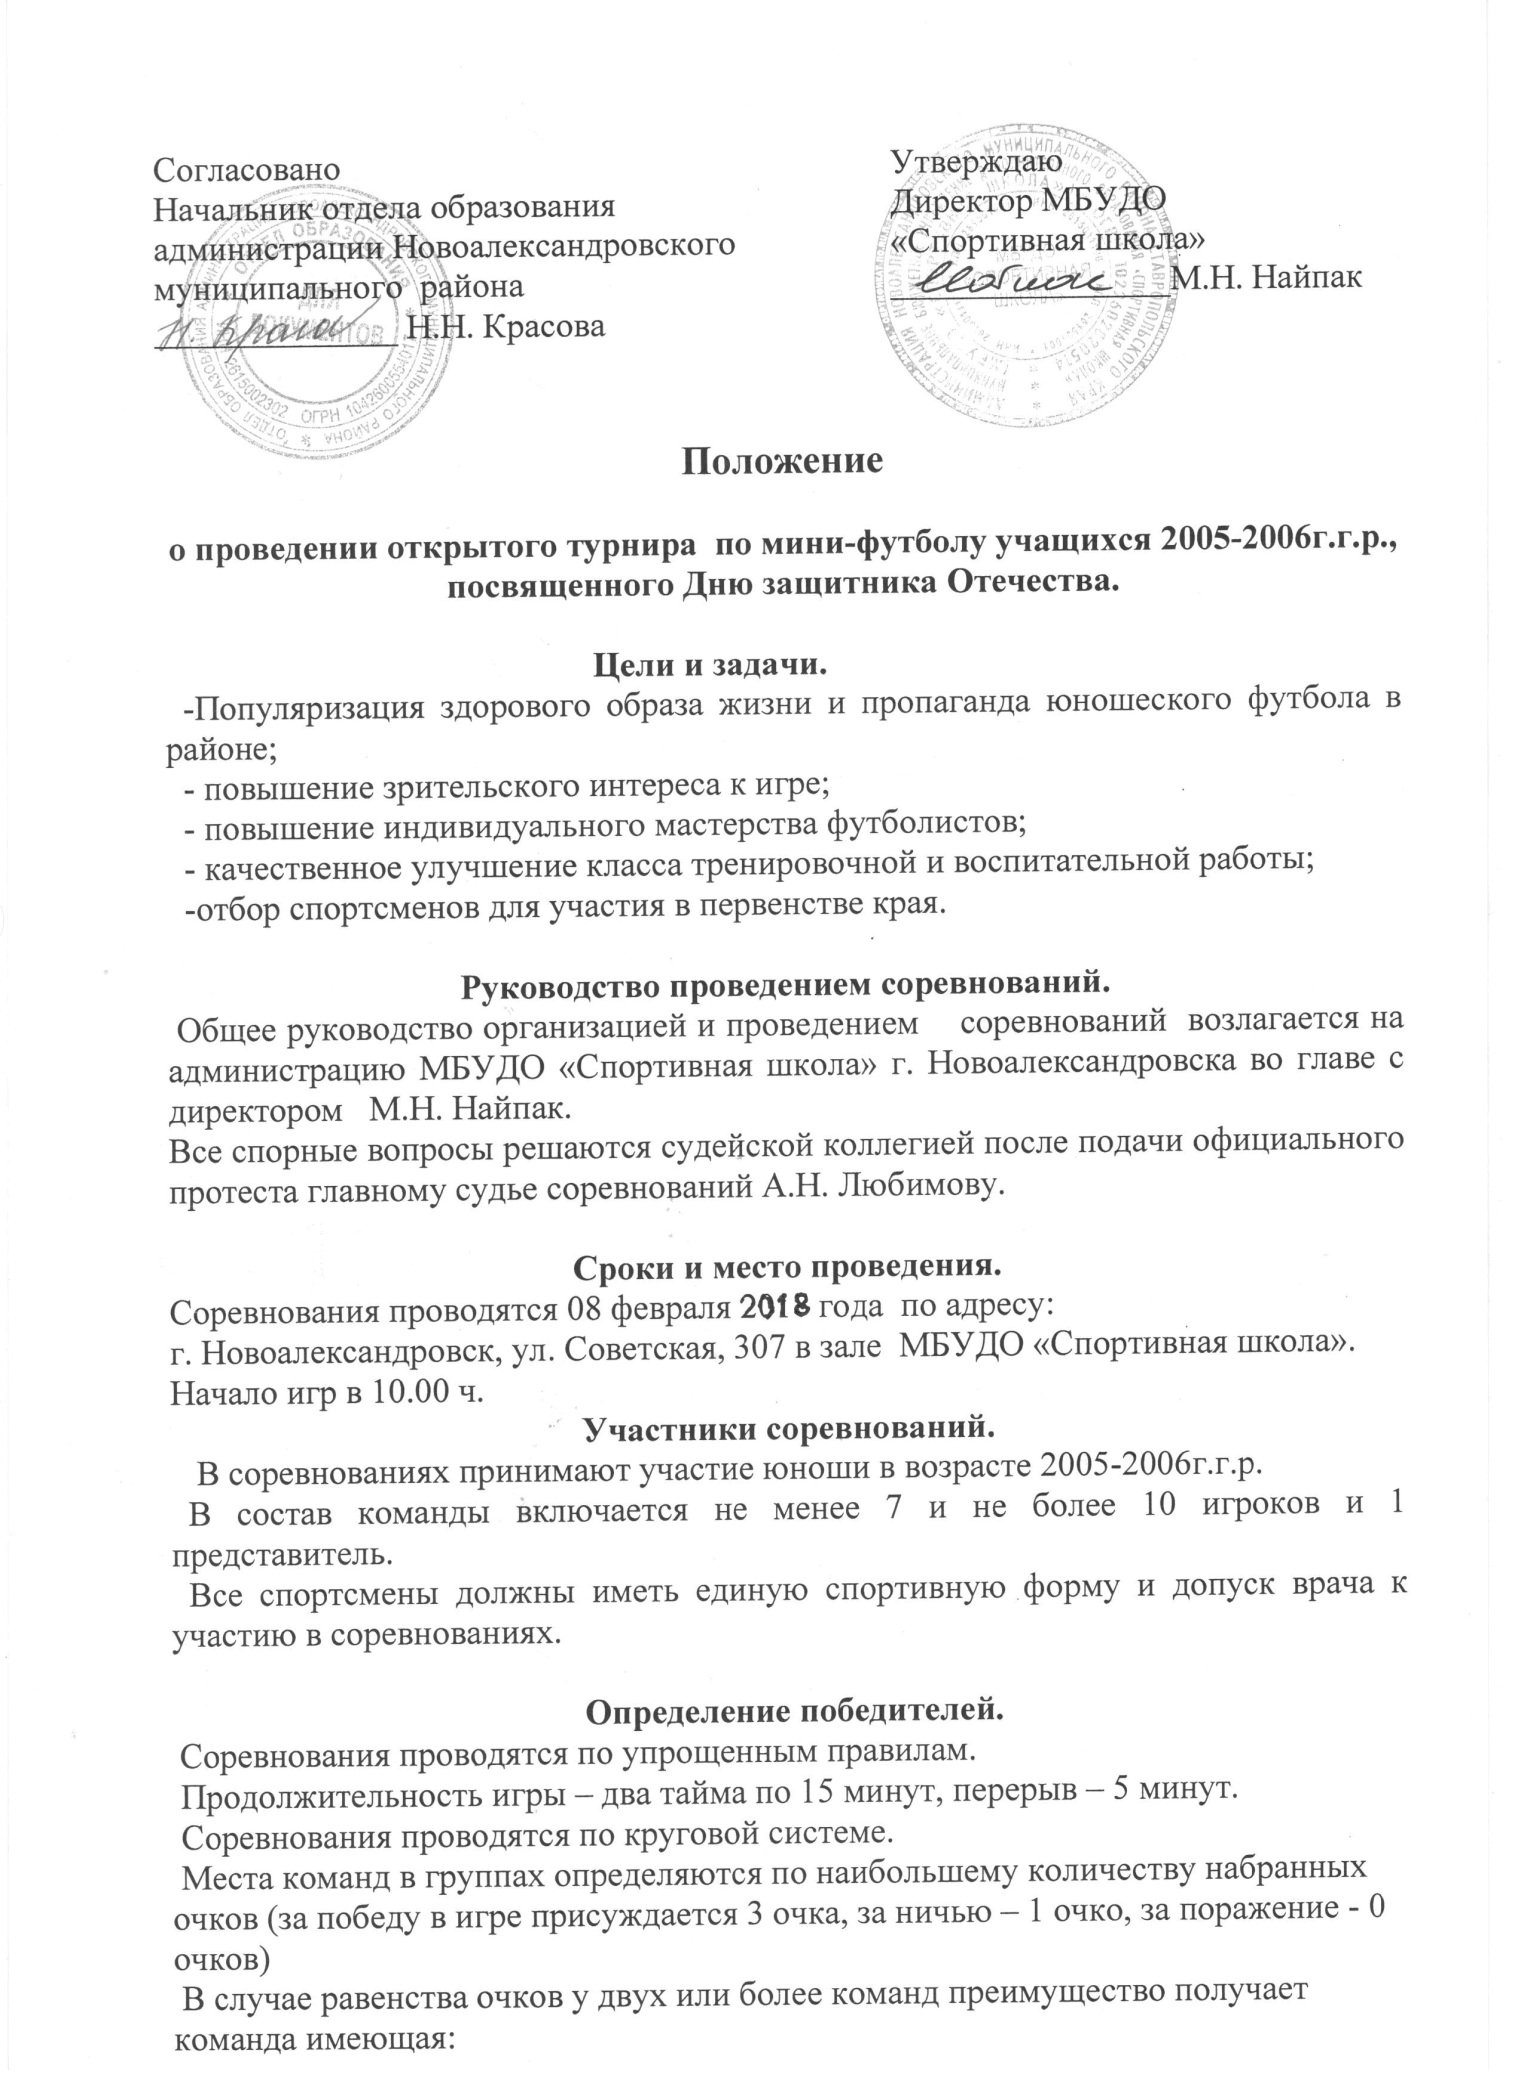 Согласовано
Начальник отдела образования
администрации Новоалександровского
муниципального района
Н.Н. Красова
ОТДЕЛ ОБРАЗОВАНИЯ
ДЛЯ
ДОКУМЕНТОВ
Утверждаю
Директор МБУДО
«Спортивная школа»
М.Н. Найпак
Положение
о проведении открытого турнира по мини-футболу учащихся 2005-2006г.г.р.,
посвященного Дню защитника Отечества.
Цели и задачи.
-Популяризация здорового образа жизни и пропаганда юношеского футбола в
районе;
- повышение зрительского интереса к игре;
- повышение индивидуального мастерства футболистов;
- качественное улучшение класса тренировочной и воспитательной работы;
-отбор спортсменов для участия в первенстве края.
Руководство проведением соревнований.
Общее руководство организацией и проведением соревнований возлагается на
администрацию МБУДО «Спортивная школа» г. Новоалександровска во главе с
директором М.Н. Найпак.
Все спорные вопросы решаются судейской коллегией после подачи официального
протеста главному судье соревнований А.Н. Любимову.
Сроки и место проведения.
Соревнования проводятся 08 февраля 2018 года по адресу:
г. Новоалександровск, ул. Советская, 307 в зале МБУДО «Спортивная школа».
Начало игр в 10.00 ч.
Участники соревнований.
В соревнованиях принимают участие юноши в возрасте 2005-2006г.г.р.
В состав команды включается не менее 7 и не более 10 игроков и 1
представитель.
Все спортсмены должны иметь единую спортивную форму и допуск врача к
участию в соревнованиях.
Определение победителей.
Соревнования проводятся по упрощенным правилам.
Продолжительность игры – два тайма по 15 минут, перерыв – 5 минут.
Соревнования проводятся по круговой системе.
Места команд в группах определяются по наибольшему количеству набранных
очков (за победу в игре присуждается 3 очка, за ничью – 1 очко, за поражение - 0
очков)
В случае равенства очков у двух или более команд преимущество получает
команда имеющая: